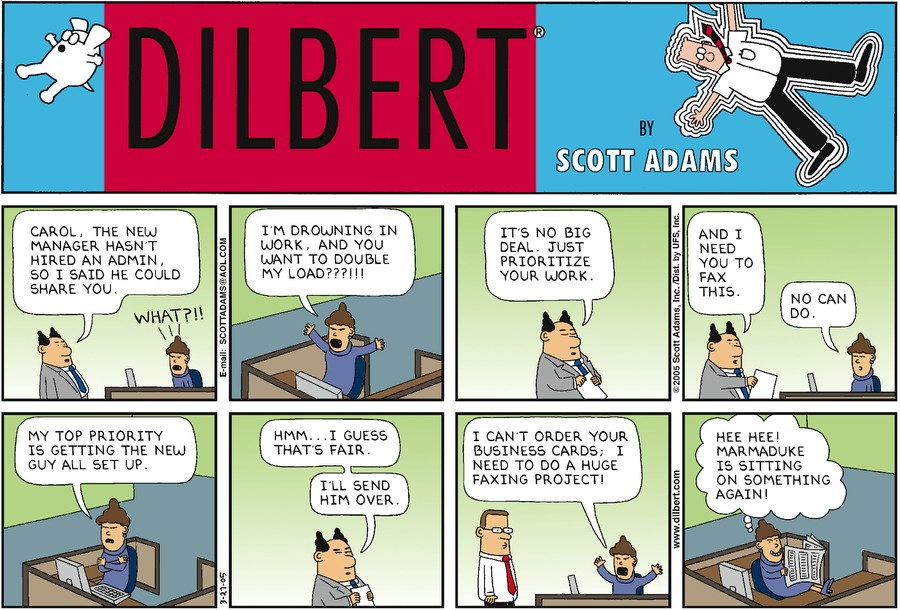 DILBERT®
BY
SCOTT ADAMS
CAROL, THE NEW
MANAGER HASN'T
HIRED AN ADMIN,
SO I SAID HE COULD
SHARE YOU.
WHAT?!!
E-mail: SCOTTADAMS@AOL.COM
I'M DROWNING IN
WORK, AND YOU
WANT TO DOUBLE
MY LOAD???!!!
IT'S NO BIG
DEAL. JUST
PRIORITIZE
YOUR WORK.
© 2005 Scott Adams, Inc./Dist. by UFS, Inc.
AND I
NEED
YOU TO
FAX
THIS.
NO CAN
DO.
MY TOP PRIORITY
IS GETTING THE NEW
GUY ALL SET UP.
3-27-05
HMM...I GUESS
THAT'S FAIR.
I'LL SEND
HIM OVER.
I CAN'T ORDER YOUR
BUSINESS CARDS; I
NEED TO DO A HUGE
FAXING PROJECT!
www.dilbert.com
HEE HEE!
MARMADUKE
IS SITTING
ON SOMETHING
AGAIN!